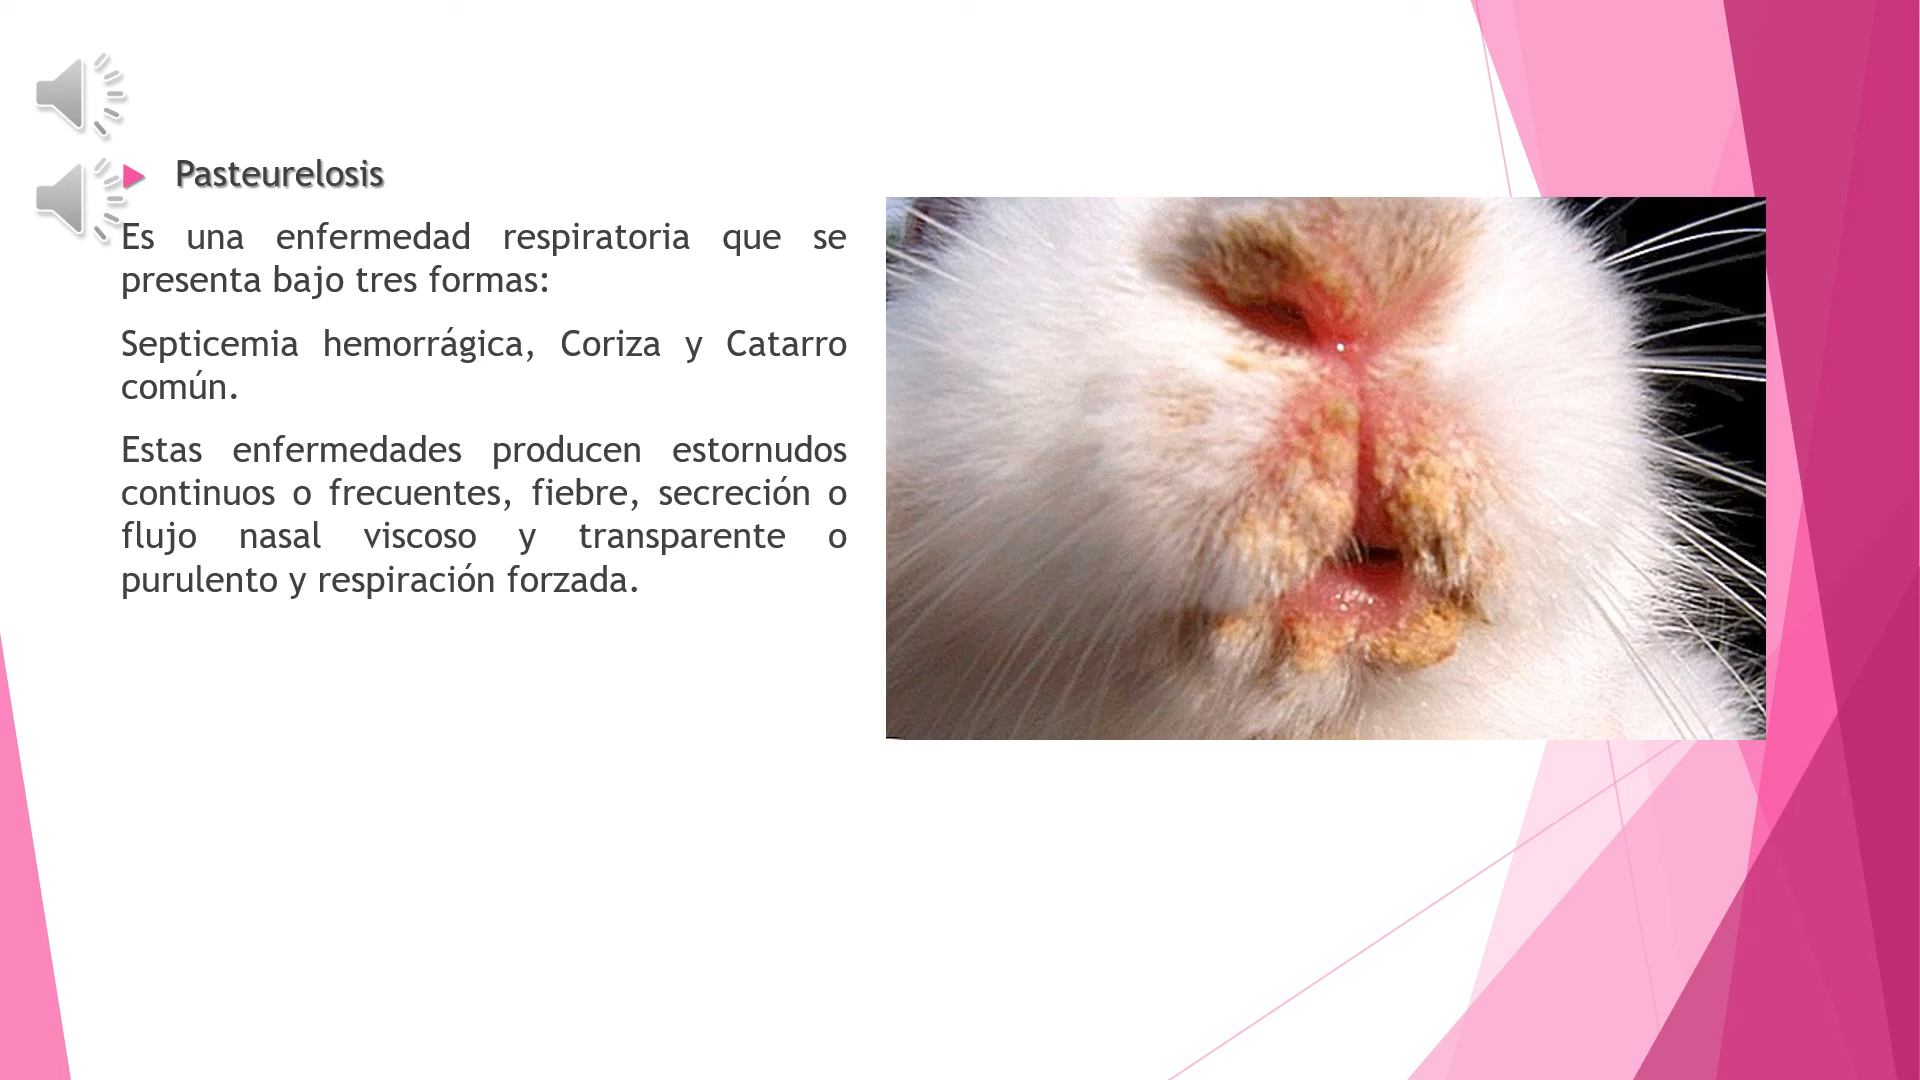 Pasteurelosis
Es una enfermedad respiratoria que se
presenta bajo tres formas:
Septicemia hemorrágica, Coriza y Catarro
común.
Estas enfermedades producen estornudos
continuos o frecuentes, fiebre, secreción o
flujo nasal viscoso y transparente o
purulento y respiración forzada.